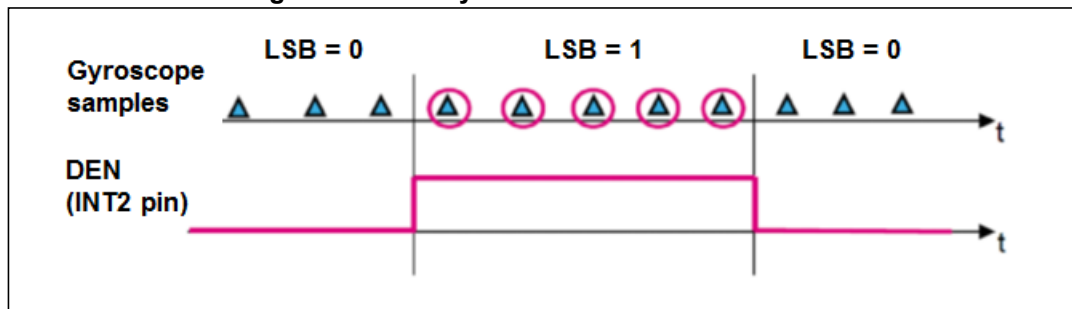 LSB = 0
LSB = 1
LSB = 0
Gyroscope
samples
t
DEN
(INT2 pin)
t